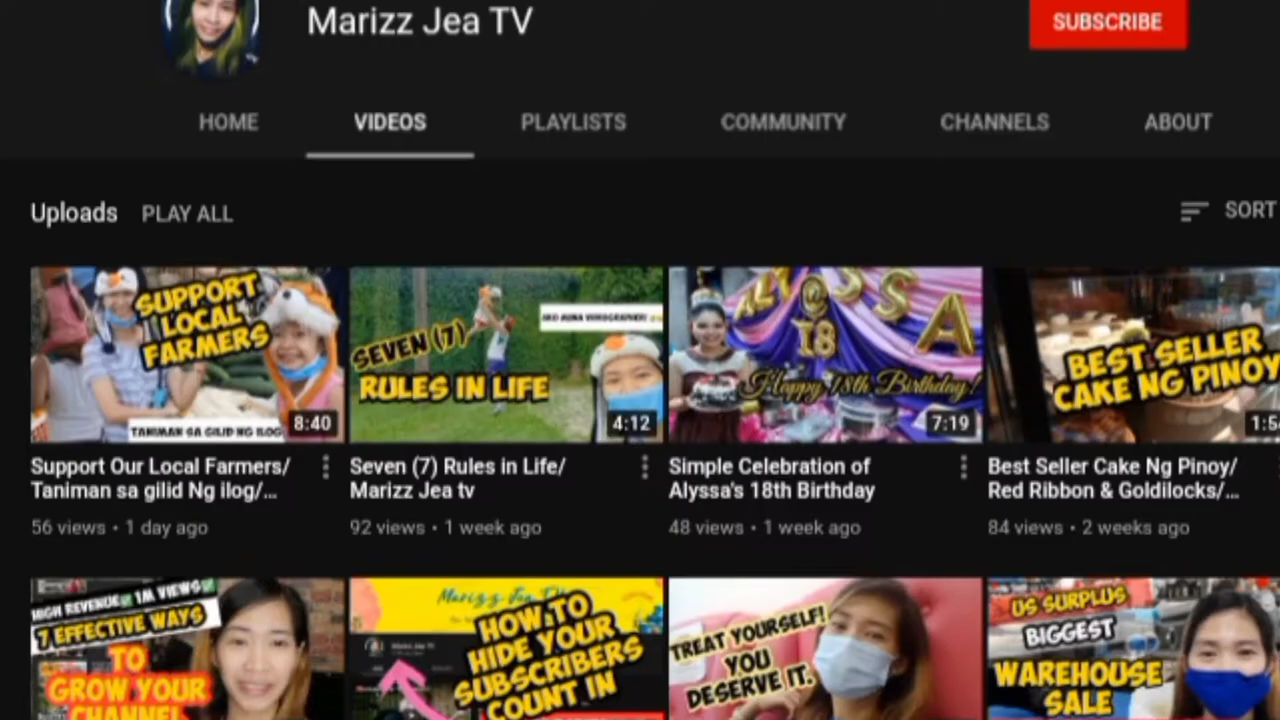 Marizz Jea TV
SUBSCRIBE
HOME
VIDEOS
PLAYLISTS
COMMUNITY
CHANNELS
ABOUT
Uploads
PLAY ALL
SORT
SUPPORT
LOCAL
FARMERS
TANIMAN SA GILID NG ILOG
8:40
SEVEN (7)
RULES IN LIFE
4:12
ALYSSA
@
18
Happy 18th Birthday!
7:19
BEST SELLER
CAKE NG PINOY
1:5
Support Our Local Farmers/
Taniman sa gilid Ng ilog/...
56 views • 1 day ago
Seven (7) Rules in Life/
Marizz Jea tv
92 views • 1 week ago
Simple Celebration of
Alyssa's 18th Birthday
48 views • 1 week ago
Best Seller Cake Ng Pinoy/
Red Ribbon & Goldilocks/...
84 views • 2 weeks ago
HIGH REVENUE 1M VIEWS
7 EFFECTIVE WAYS
TO
GROW YOUR
CHANNEL
Marizz Jea TV
HOW TO
HIDE YOUR
SUBSCRIBERS
COUNT IN
TREAT YOURSELF!
YOU
DESERVE IT.
US SURPLUS
BIGGEST
WAREHOUSE
SALE